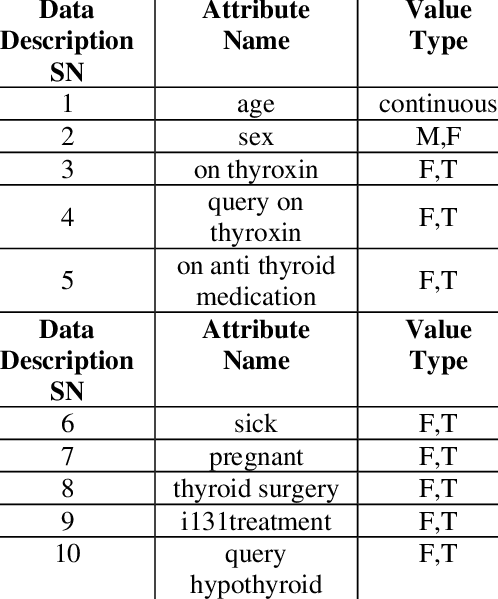 Data Attribute Value
Description Name Type
SN
1 age continuous
2 sex M,F
3 on thyroxin F,T
4 query on thyroxin F,T
5 on anti thyroid medication F,T
Data Attribute Value
Description Name Type
SN
6 sick F,T
7 pregnant F,T
8 thyroid surgery F,T
9 i131treatment F,T
10 query F,T
hypothyroid